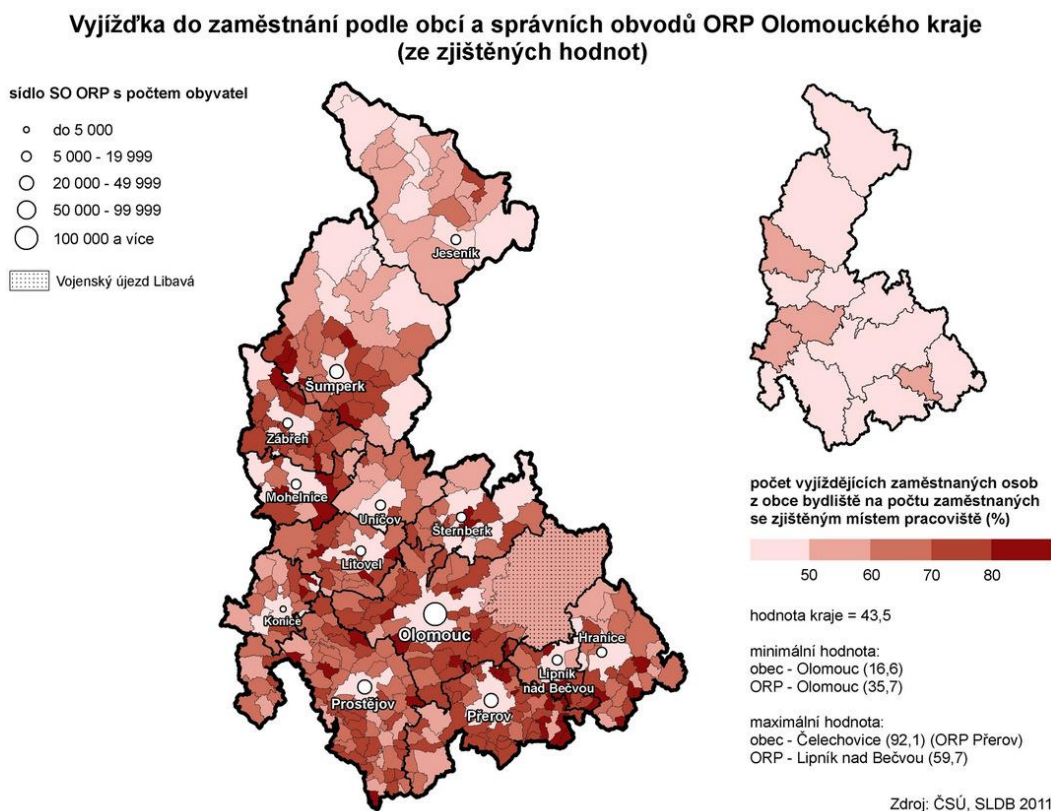 Vyjížďka do zaměstnání podle obcí a správních obvodů ORP Olomouckého kraje
(ze zjištěných hodnot)
sídlo SO ORP s počtem obyvatel
do 5 000
5 000 - 19 999
20 000 - 49 999
50 000 - 99 999
100 000 a více
Vojenský újezd Libavá
Jeseník
Šumperk
Zábřeh
Mohelnice
Uničov
Šternberk
Litovel
Konice
Olomouc
Hranice
Lipník
nad Bečvou
Prostějov
Přerov
počet vyjíždějících zaměstnaných osob
z obce bydliště na počtu zaměstnaných
se zjištěným místem pracoviště (%)
50 60 70 80
hodnota kraje = 43,5
minimální hodnota:
obec - Olomouc (16,6)
ORP - Olomouc (35,7)
maximální hodnota:
obec - Čelechovice (92,1) (ORP Přerov)
ORP - Lipník nad Bečvou (59,7)
Zdroj: ČSÚ, SLDB 2011